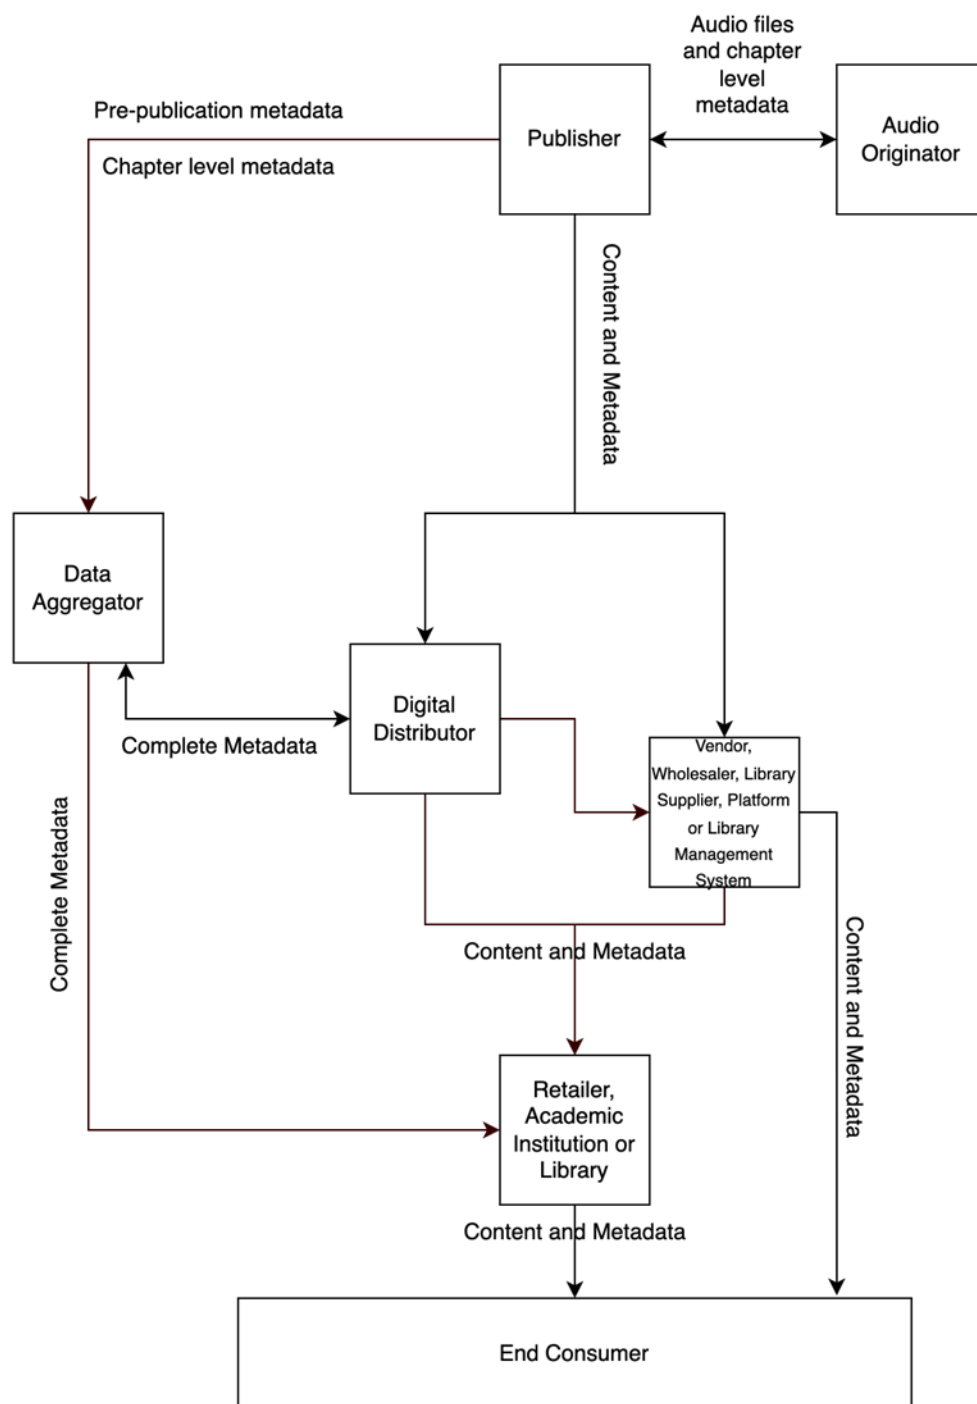 Audio files
and chapter
level
metadata
Pre-publication metadata
Publisher
Audio
Originator
Chapter level metadata
Content and Metadata
Data
Aggregator
Digital
Distributor
Complete Metadata
Vendor,
Wholesaler, Library
Supplier, Platform
or Library
Management
System
Complete Metadata
Content and Metadata
Content and Metadata
Retailer,
Academic
Institution or
Library
Content and Metadata
End Consumer